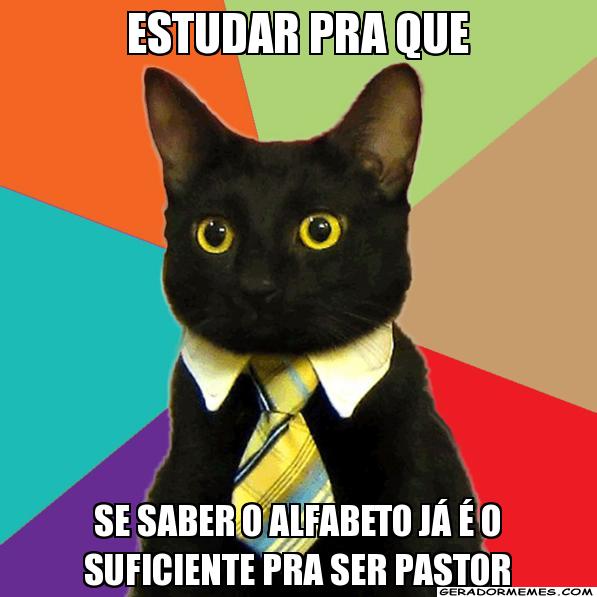 ESTUDAR PRA QUE
SE SABER O ALFABETO JÁ É O
SUFICIENTE PRA SER PASTOR
GERADORMEMES.COM